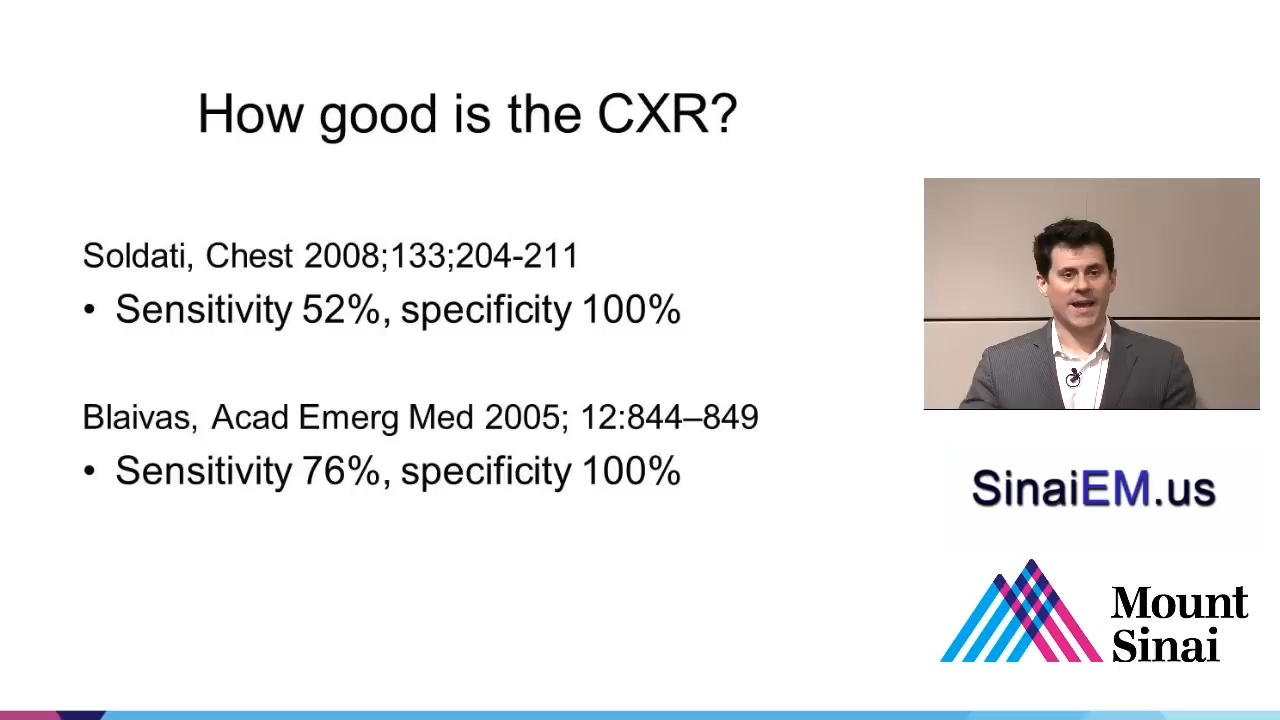 How good is the CXR?
Soldati, Chest 2008;133;204-211
• Sensitivity 52%, specificity 100%
Blaivas, Acad Emerg Med 2005; 12:844–849
• Sensitivity 76%, specificity 100%
SinaiEM.us
Mount
Sinai